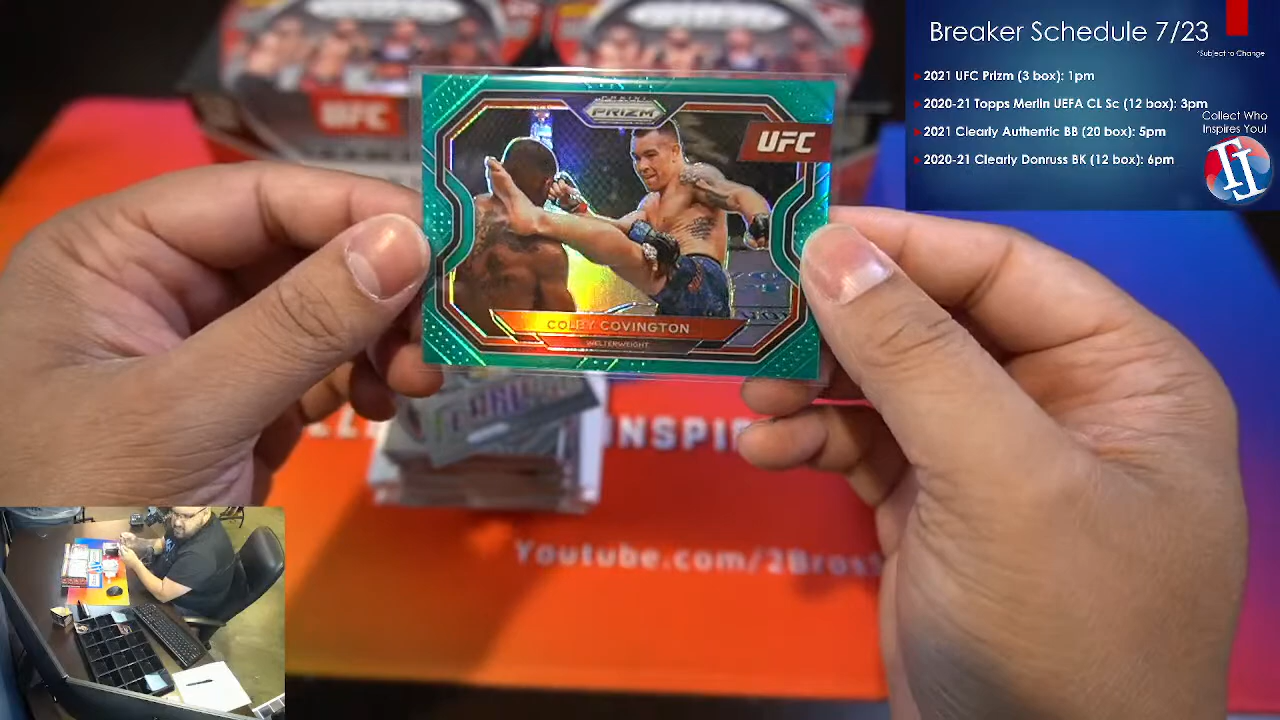 Breaker Schedule 7/23
*Subject to Change
2021 UFC Prizm (3 box): 1pm
2020-21 Topps Merlin UEFA CL Sc (12 box): 3pm
2021 Clearly Authentic BB (20 box): 5pm
2020-21 Clearly Donruss BK (12 box): 6pm
Collect Who
Inspires You!
UFC
PANINI
PRIZM
UFC
COLBY COVINGTON
WELTERWEIGHT
INSPI
Youtube.com/2Bros